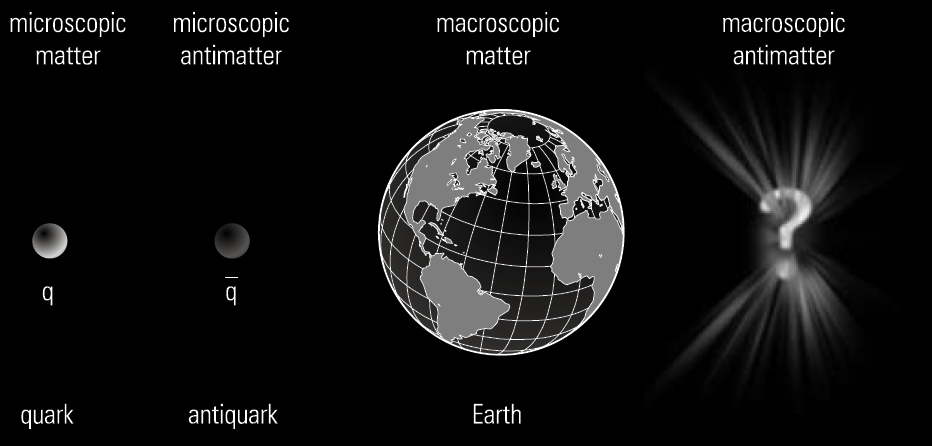 microscopic
matter
microscopic
antimatter
macroscopic
matter
macroscopic
antimatter
?
q
q̅
quark
antiquark
Earth